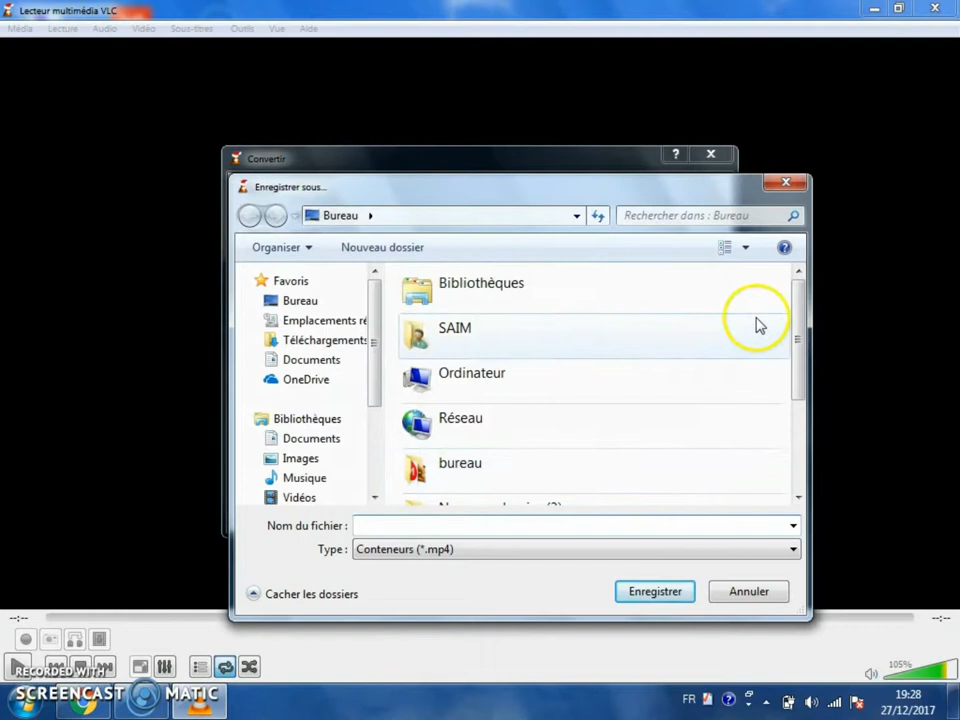 Lecteur multimédia VLC
Média Lecture Audio Vidéo Sous-titres Outils Vue Aide
Convertir
Enregistrer sous...
Bureau
Rechercher dans : Bureau
Organiser Nouveau dossier
Favoris
Bureau
Emplacements ré
Téléchargements
Documents
OneDrive
Bibliothèques
Documents
Images
Musique
Vidéos
Bibliothèques
SAIM
Ordinateur
Réseau
bureau
Nom du fichier :
Type : Conteneurs (*.mp4)
Cacher les dossiers
Enregistrer Annuler
--:-- --:--
105%
RECORDED WITH
SCREENCAST MATIC
FR
19:28
27/12/2017